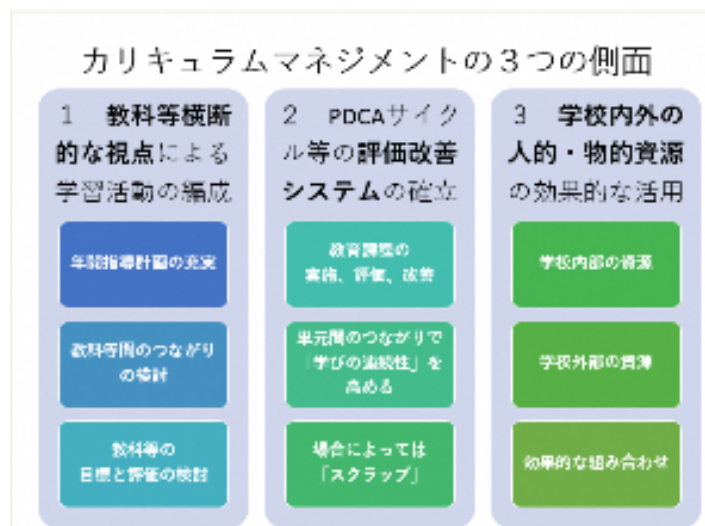 カリキュラムマネジメントの３つの側面
1　教科等横断
的な視点による
学習活動の編成
年間指導計画の充実
教科等間のつながり
の検討
教科等の
目標と評価の検討
2　PDCAサイク
ル等の評価改善
システムの確立
教育課程の
実施、評価、改善
単元間のつながりで
「学びの連続性」を
高める
場合によっては
「スクラップ」
3　学校内外の
人的・物的資源
の効果的な活用
学校内部の資源
学校外部の資源
効果的な組み合わせ